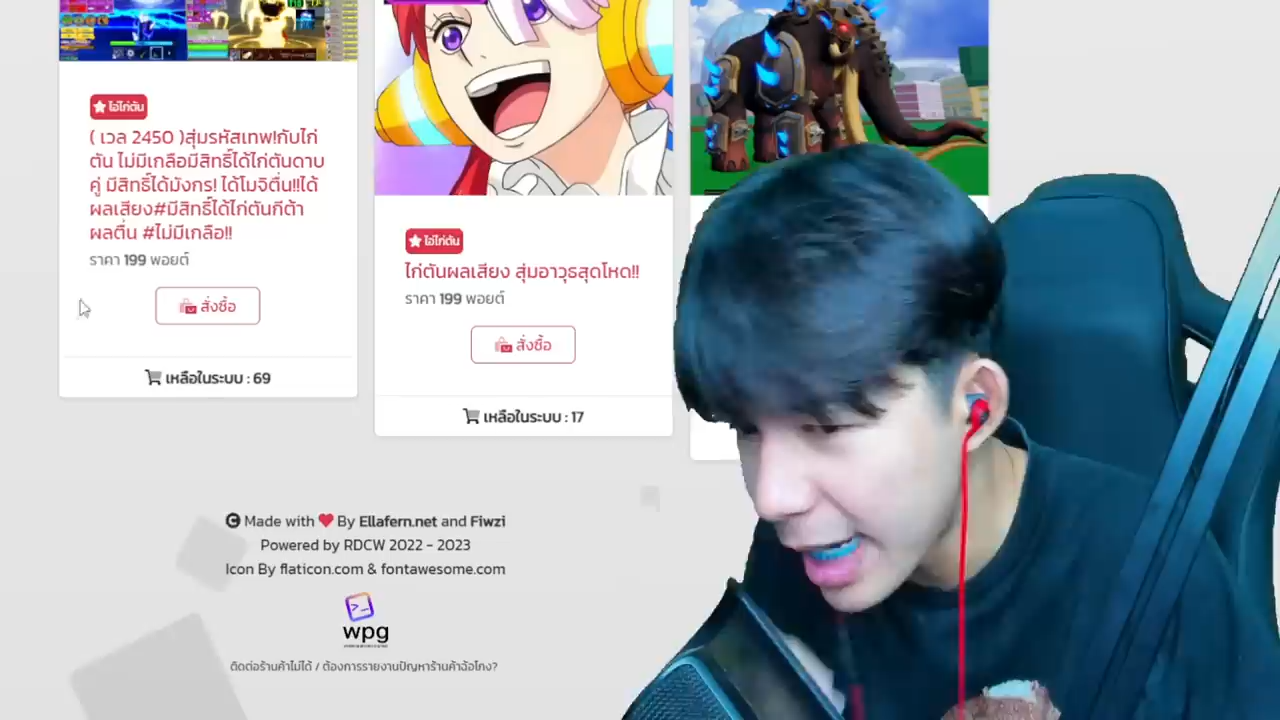 ไอ่ไก่ตัน
( เวล 2450 )สุ่มรหัสเทพ!กับไก่
ตัน ไม่มีเกลือมีสิทธิ์ได้ไก่ตันดาบ
คู่ มีสิทธิ์ได้มังกร! ได้โมจิตื่น!!ได้
ผลเสียง#มีสิทธิ์ได้ไก่ตันกีต้า
ผลตื่น #ไม่มีเกลือ!!
ราคา 199 พอยต์
สั่งซื้อ
เหลือในระบบ : 69
ไอ่ไก่ตัน
ไก่ตันผลเสียง สุ่มอาวุธสุดโหด!!
ราคา 199 พอยต์
สั่งซื้อ
เหลือในระบบ : 17
Made with By Ellafern.net and Fiwzi
Powered by RDCW 2022 - 2023
Icon By flaticon.com & fontawesome.com
wpg
ติดต่อร้านค้าไม่ได้ / ต้องการรายงานปัญหาร้านค้าฉ้อโกง?